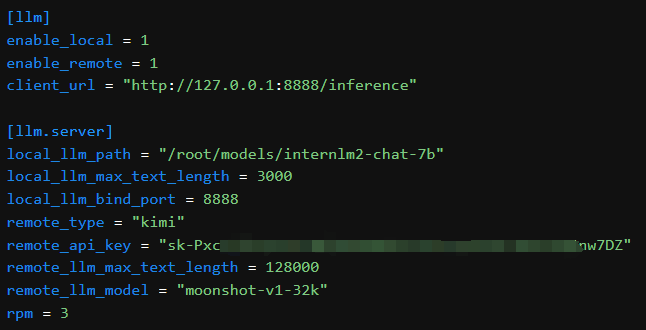 [llm]
enable_local = 1
enable_remote = 1
client_url = "http://127.0.0.1:8888/inference"
[llm.server]
local_llm_path = "/root/models/internlm2-chat-7b"
local_llm_max_text_length = 3000
local_llm_bind_port = 8888
remote_type = "kimi"
remote_api_key = "sk-Pxc nw7DZ"
remote_llm_max_text_length = 128000
remote_llm_model = "moonshot-v1-32k"
rpm = 3